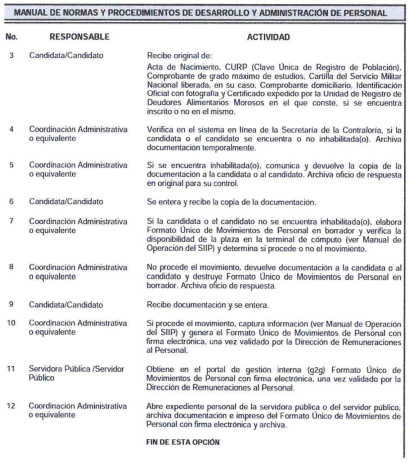 MANUAL DE NORMAS Y PROCEDIMIENTOS DE DESARROLLO Y ADMINISTRACIÓN DE PERSONAL
No. RESPONSABLE ACTIVIDAD
3 Candidata/Candidato Recibe original de:
Acta de Nacimiento, CURP (Clave Única de Registro de Población),
Comprobante de grado máximo de estudios, Cartilla del Servicio Militar
Nacional liberada, en su caso, Comprobante domiciliario, Identificación
Oficial con fotografía y Certificado expedido por la Unidad de Registro de
Deudores Alimentarios Morosos en el que conste, si se encuentra
inscrito o no en el mismo.
4 Coordinación Administrativa Verifica en el sistema en línea de la Secretaría de la Contraloría, si la
o equivalente candidata o el candidato se encuentra o no inhabilitada(o). Archiva
documentación temporalmente.
5 Coordinación Administrativa Si se encuentra inhabilitada(o), comunica y devuelve la copia de la
o equivalente documentación a la candidata o al candidato. Archiva oficio de respuesta
en original para su control.
6 Candidata/Candidato Se entera y recibe la copia de la documentación.
7 Coordinación Administrativa Si la candidata o el candidato no se encuentra inhabilitada(o), elabora
o equivalente Formato Único de Movimientos de Personal en borrador y verifica la
disponibilidad de la plaza en la terminal de cómputo (ver Manual de
Operación del SIIP) y determina si procede o no el movimiento.
8 Coordinación Administrativa No procede el movimiento, devuelve documentación a la candidata o al
o equivalente candidato y destruye Formato Único de Movimientos de Personal en
borrador. Archiva oficio de respuesta.
9 Candidata/Candidato Recibe documentación y se entera.
10 Coordinación Administrativa Si procede el movimiento, captura información (ver Manual de Operación
o equivalente del SIIP) y genera el Formato Único de Movimientos de Personal con
firma electrónica, una vez validado por la Dirección de Remuneraciones
al Personal.
11 Servidora Pública /Servidor Obtiene en el portal de gestión interna (g2g) Formato Único de
Público Movimientos de Personal con firma electrónica, una vez validado por la
Dirección de Remuneraciones al Personal.
12 Coordinación Administrativa Abre expediente personal de la servidora pública o del servidor público,
o equivalente archiva documentación e impreso del Formato Único de Movimientos de
Personal con firma electrónica y archiva.
FIN DE ESTA OPCIÓN